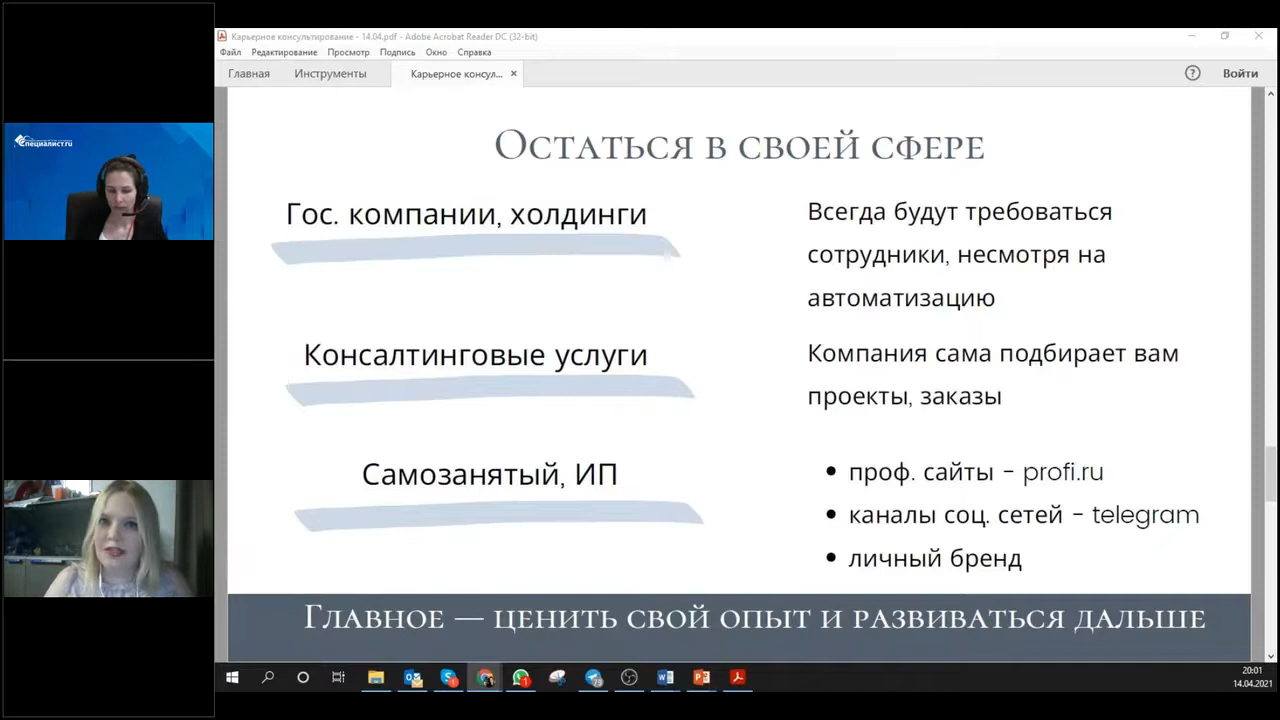 Карьерное консультирование - 14.04.pdf - Adobe Acrobat Reader DC (32-bit)
Файл Редактирование Просмотр Подпись Окно Справка
Главная Инструменты Карьерное консул... × Войти
Специалист.ru
Остаться в своей сфере
Гос. компании, холдинги
Всегда будут требоваться
сотрудники, несмотря на
автоматизацию
Консалтинговые услуги
Компания сама подбирает вам
проекты, заказы
Самозанятый, ИП
• проф. сайты - profi.ru
• каналы соц. сетей - telegram
• личный бренд
Главное — ценить свой опыт и развиваться дальше
20:01
14.04.2021